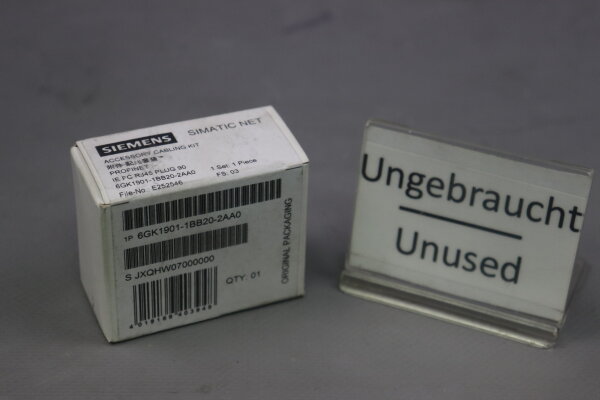 SIEMENS SIMATIC NET
ACCESSORY CABLING KIT
PROFINET
IE FC RJ45 PLUG 90 1 Set: 1 Piece
6GK1901-1BB20-2AA0 FS: 03
File-No. E252546
1P 6GK1901-1BB20-2AA0
S JXQHW07000000
QTY: 01
ORIGINAL PACKAGING
Ungebraucht
Unused